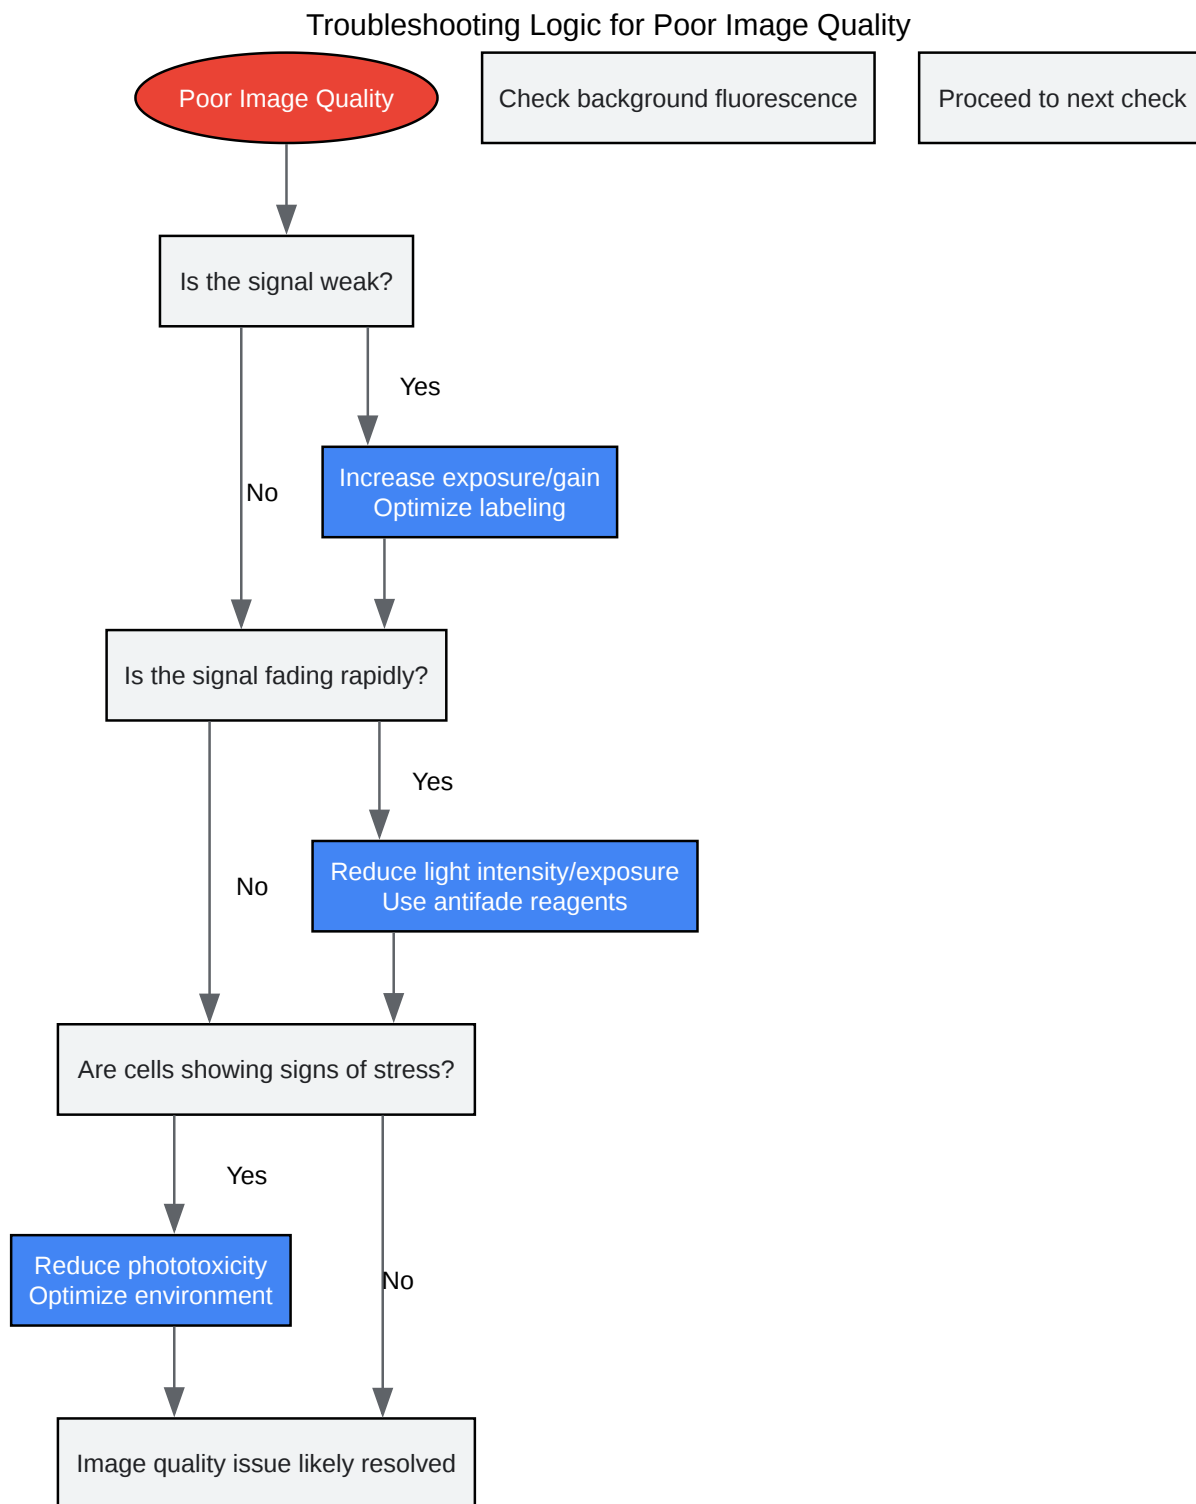 Troubleshooting Logic for Poor Image Quality
Poor Image Quality
Check background fluorescence
Proceed to next check
Is the signal weak?
Yes
No
Increase exposure/gain
Optimize labeling
Is the signal fading rapidly?
Yes
No
Reduce light intensity/exposure
Use antifade reagents
Are cells showing signs of stress?
Yes
No
Reduce phototoxicity
Optimize environment
Image quality issue likely resolved